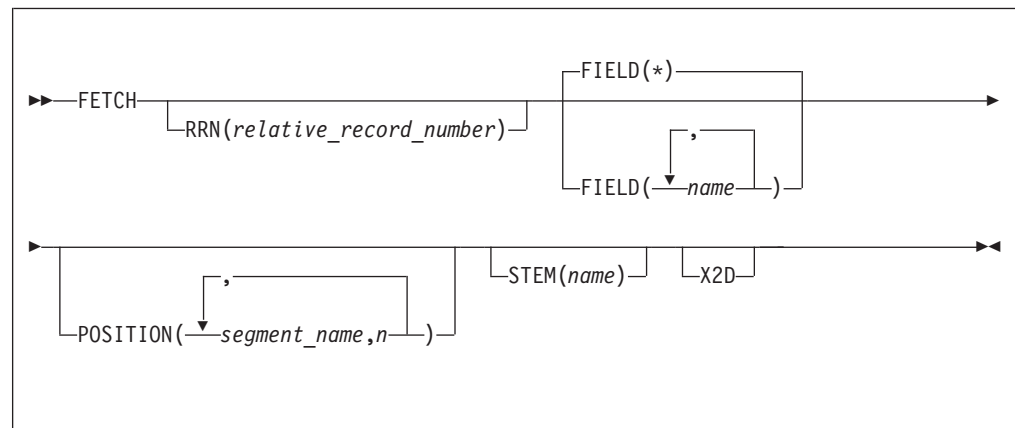 FIELD(*)
FETCH
RRN(relative_record_number)
,
FIELD( name )
,
POSITION( segment_name,n )
STEM(name)
X2D